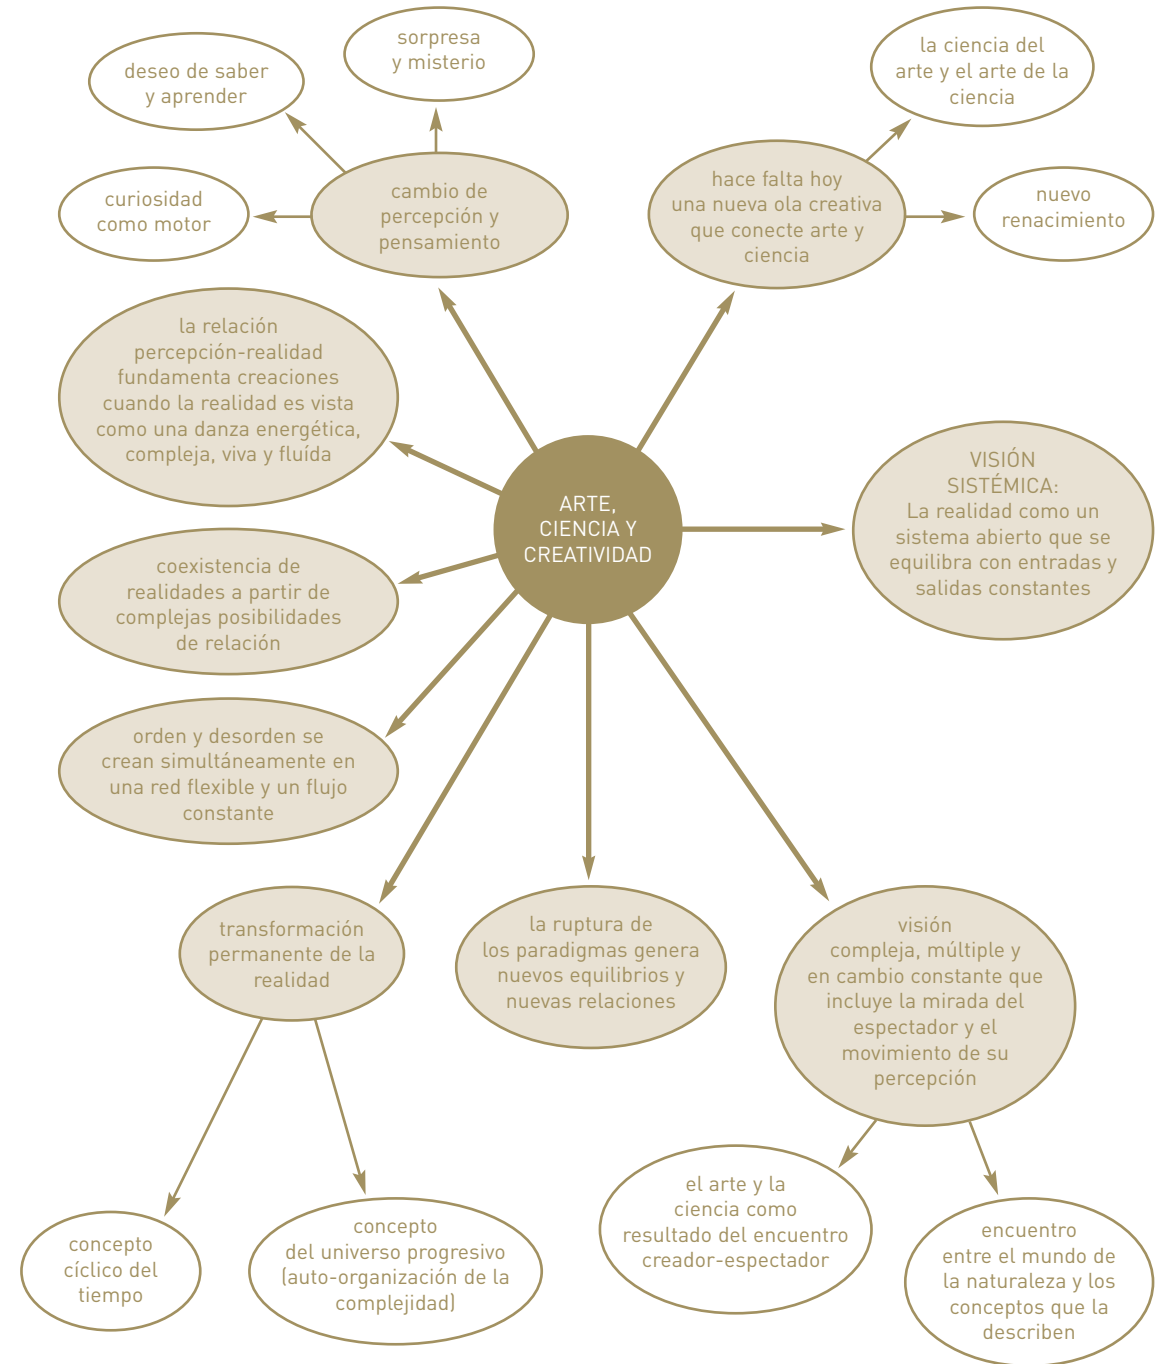 sorpresa
y misterio
deseo de saber
y aprender
curiosidad
como motor
cambio de
percepción y
pensamiento
la ciencia del
arte y el arte de la
ciencia
hace falta hoy
una nueva ola creativa
que conecte arte y
ciencia
nuevo
renacimiento
la relación
percepción-realidad
fundamenta creaciones
cuando la realidad es vista
como una danza energética,
compleja, viva y fluída
ARTE,
CIENCIA Y
CREATIVIDAD
VISIÓN
SISTÉMICA:
La realidad como un
sistema abierto que se
equilibra con entradas y
salidas constantes
coexistencia de
realidades a partir de
complejas posibilidades
de relación
orden y desorden se
crean simultáneamente en
una red flexible y un flujo
constante
transformación
permanente de la
realidad
la ruptura de
los paradigmas genera
nuevos equilibrios y
nuevas relaciones
visión
compleja, múltiple y
en cambio constante que
incluye la mirada del
espectador y el
movimiento de su
percepción
concepto
cíclico del
tiempo
concepto
del universo progresivo
(auto-organización de la
complejidad)
el arte y la
ciencia como
resultado del encuentro
creador-espectador
encuentro
entre el mundo de
la naturaleza y los
conceptos que la
describen